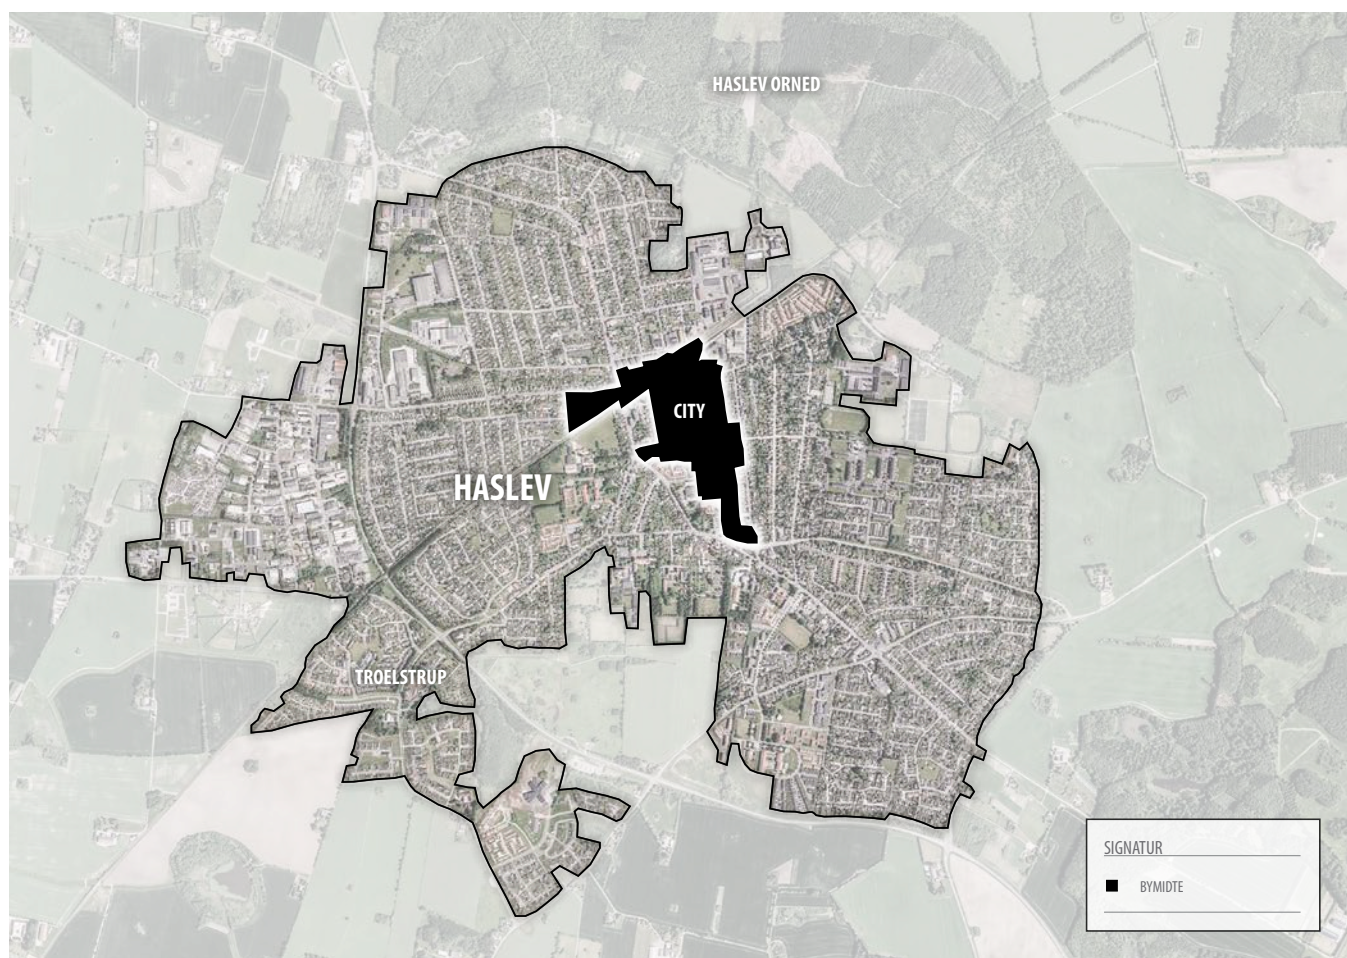 HASLEV ORNED
CITY
HASLEV
TROELSTRUP
SIGNATUR
BYMIDTE